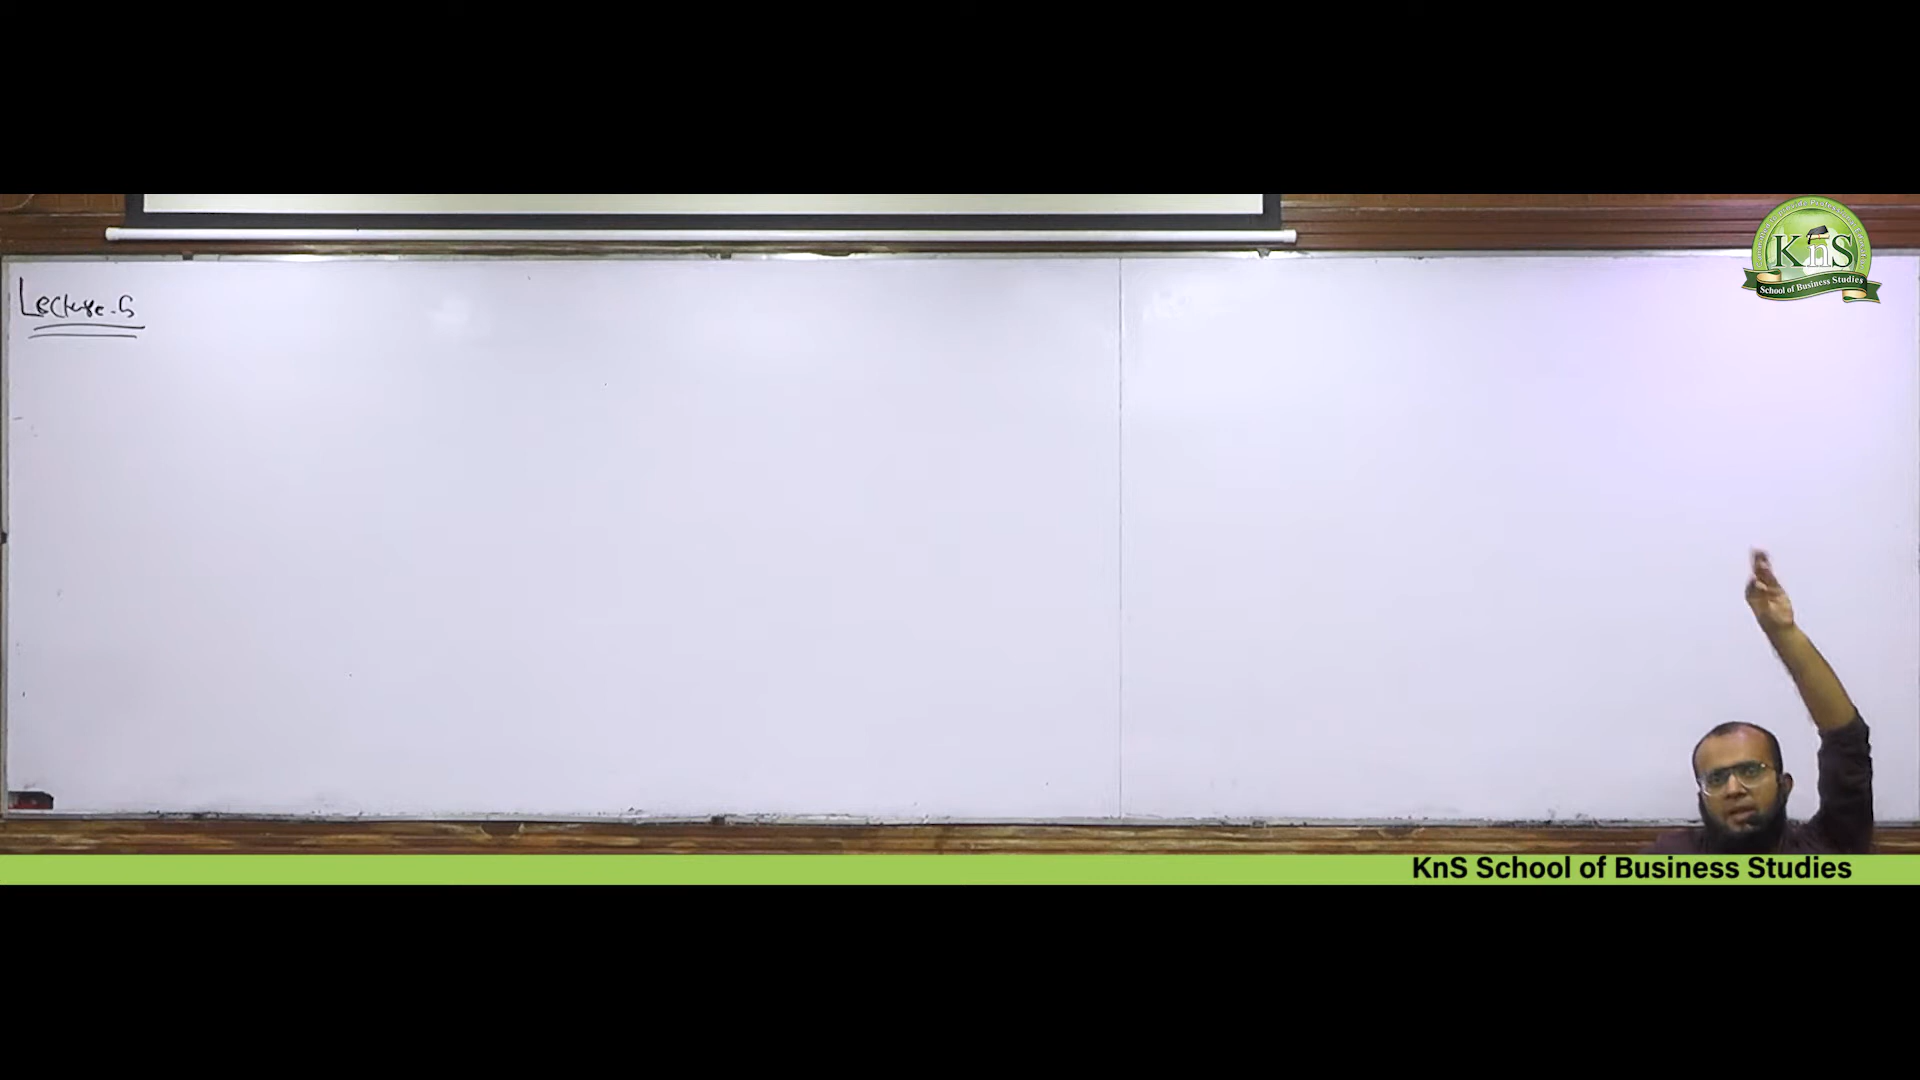 Lecture-5
KnS
School of Business Studies
KnS School of Business Studies